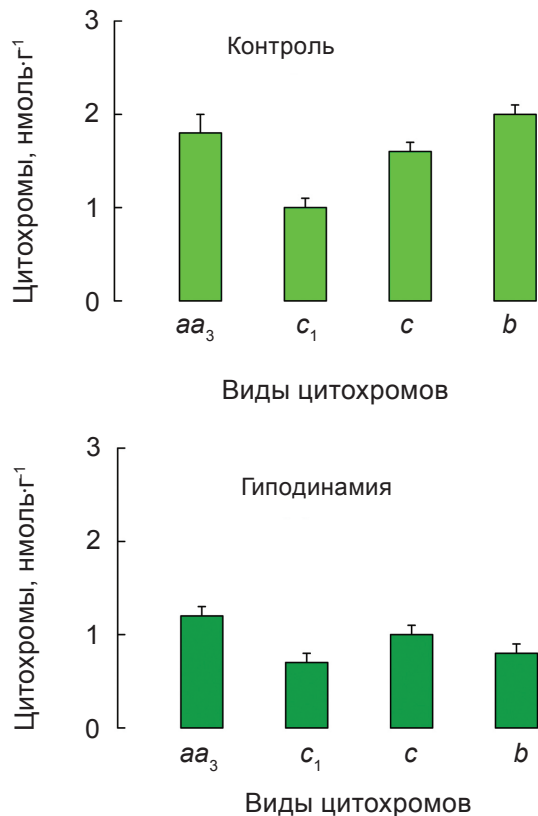 Контроль
Цитохромы, нмоль·г⁻¹
3
2
1
0
aa₃ c₁ c b
Виды цитохромов
Гиподинамия
Цитохромы, нмоль·г⁻¹
3
2
1
0
aa₃ c₁ c b
Виды цитохромов